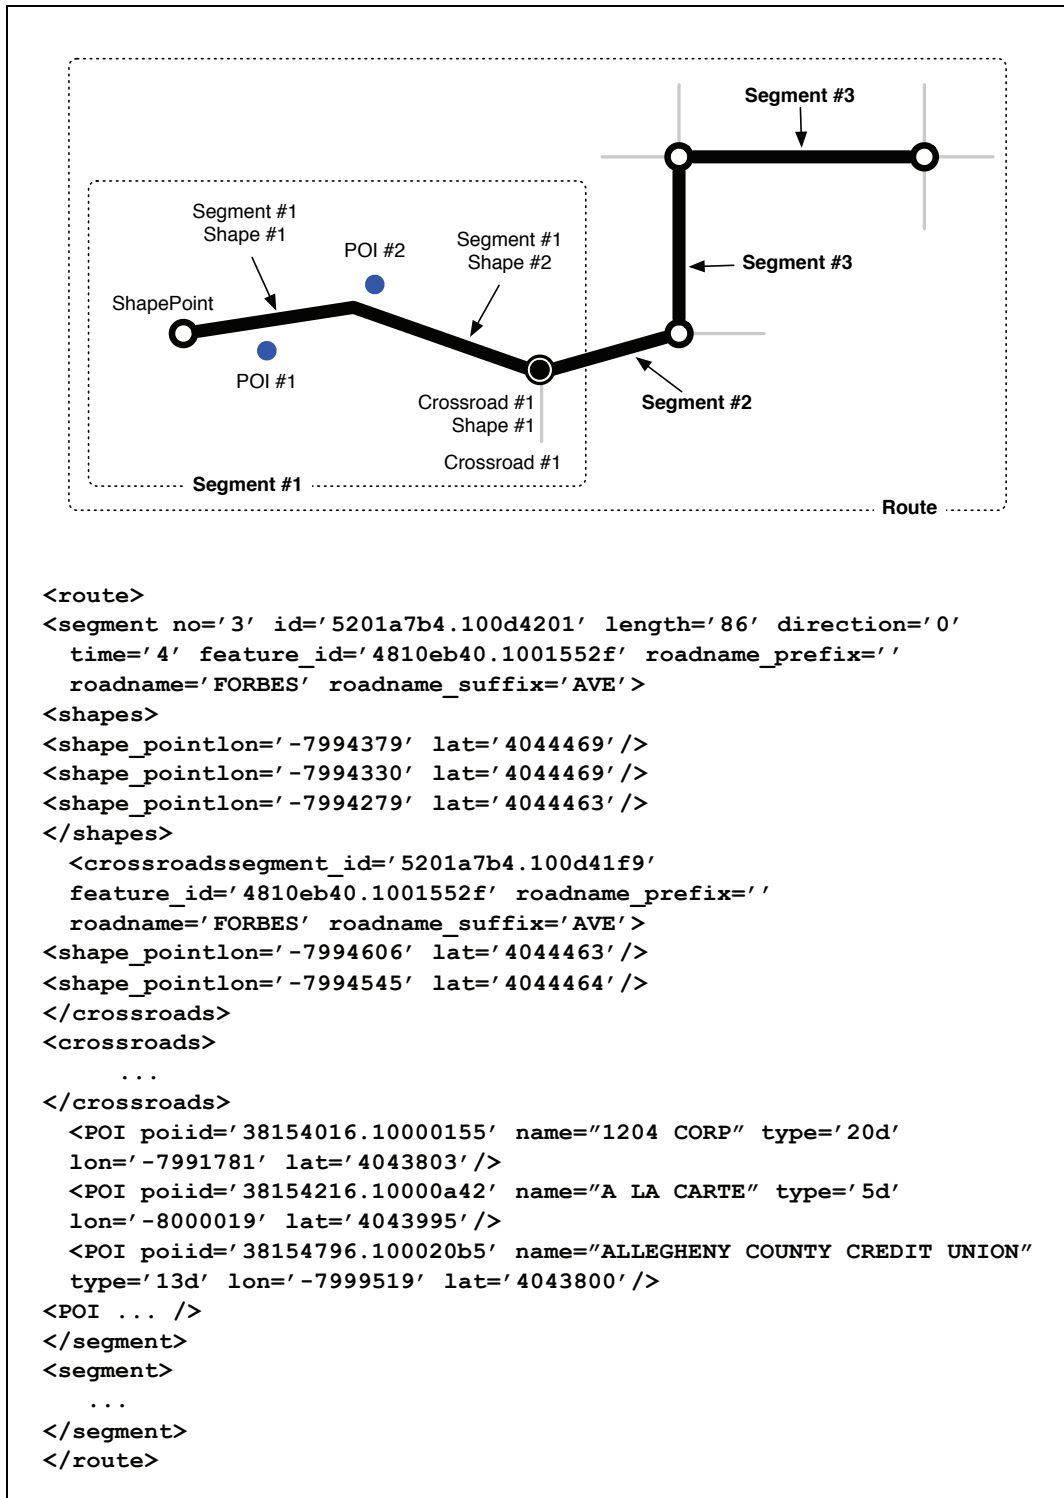 Segment #3
Segment #1
Shape #1
POI #2
Segment #1
Shape #2
Segment #3
ShapePoint
POI #1
Crossroad #1
Shape #1
Segment #2
Crossroad #1
Segment #1
Route
<route>
<segment no='3' id='5201a7b4.100d4201' length='86' direction='0'
time='4' feature_id='4810eb40.1001552f' roadname_prefix=''
roadname='FORBES' roadname_suffix='AVE'>
<shapes>
<shape_pointlon='-7994379' lat='4044469'/>
<shape_pointlon='-7994330' lat='4044469'/>
<shape_pointlon='-7994279' lat='4044463'/>
</shapes>
<crossroadssegment_id='5201a7b4.100d41f9'
feature_id='4810eb40.1001552f' roadname_prefix=''
roadname='FORBES' roadname_suffix='AVE'>
<shape_pointlon='-7994606' lat='4044463'/>
<shape_pointlon='-7994545' lat='4044464'/>
</crossroads>
<crossroads>
...
</crossroads>
<POI poiid='38154016.10000155' name="1204 CORP" type='20d'
lon='-7991781' lat='4043803'/>
<POI poiid='38154216.10000a42' name="A LA CARTE" type='5d'
lon='-8000019' lat='4043995'/>
<POI poiid='38154796.100020b5' name="ALLEGHENY COUNTY CREDIT UNION"
type='13d' lon='-7999519' lat='4043800'/>
<POI ... />
</segment>
<segment>
...
</segment>
</route>